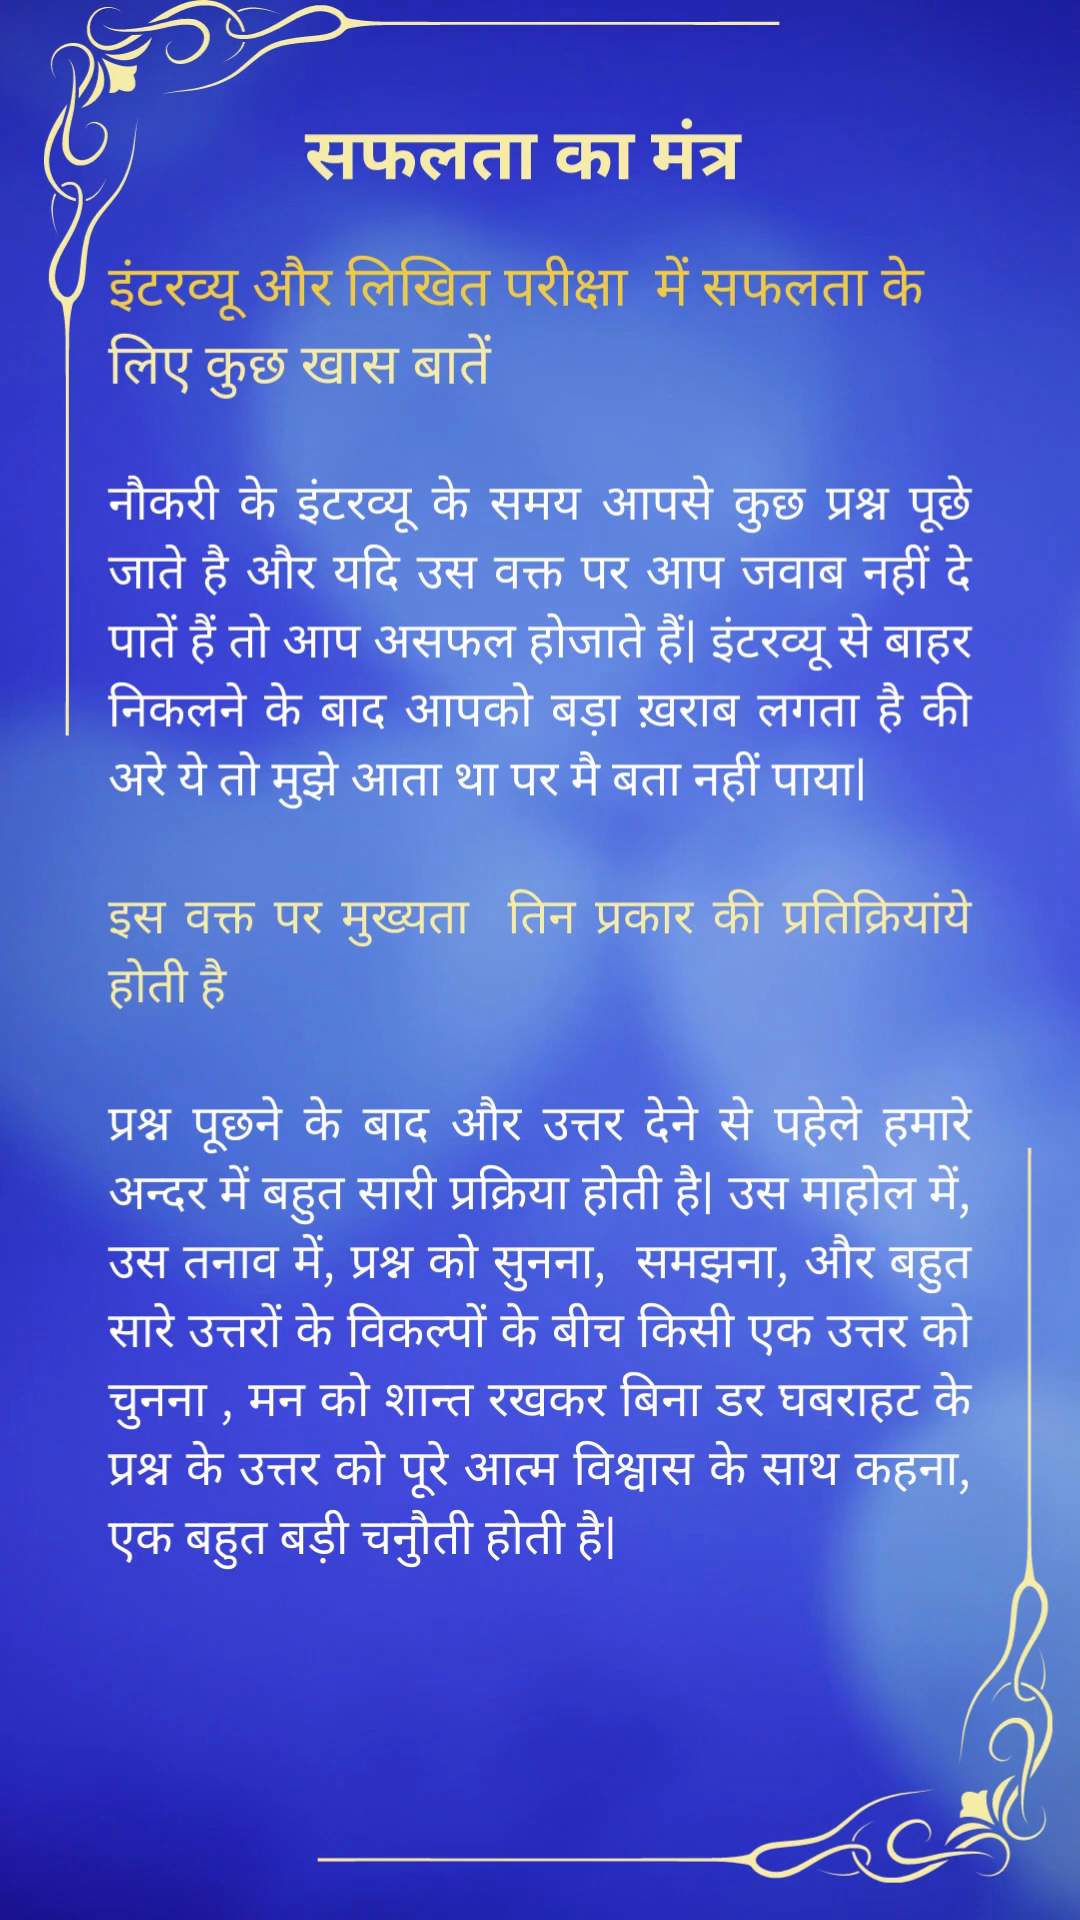 सफलता का मंत्र
इंटरव्यू और लिखित परीक्षा  में सफलता के
लिए कुछ खास बातें
नौकरी के इंटरव्यू के समय आपसे कुछ प्रश्न पूछे
जाते है और यदि उस वक्त पर आप जवाब नहीं दे
पातें हैं तो आप असफल होजाते हैं| इंटरव्यू से बाहर
निकलने के बाद आपको बड़ा ख़राब लगता है की
अरे ये तो मुझे आता था पर मै बता नहीं पाया|
इस वक्त पर मुख्यता  तिन प्रकार की प्रतिक्रियांये
होती है
प्रश्न पूछने के बाद और उत्तर देने से पहेले हमारे
अन्दर में बहुत सारी प्रक्रिया होती है| उस माहोल में,
उस तनाव में, प्रश्न को सुनना,  समझना, और बहुत
सारे उत्तरों के विकल्पों के बीच किसी एक उत्तर को
चुनना , मन को शान्त रखकर बिना डर घबराहट के
प्रश्न के उत्तर को पूरे आत्म विश्वास के साथ कहना,
एक बहुत बड़ी चनुौती होती है|